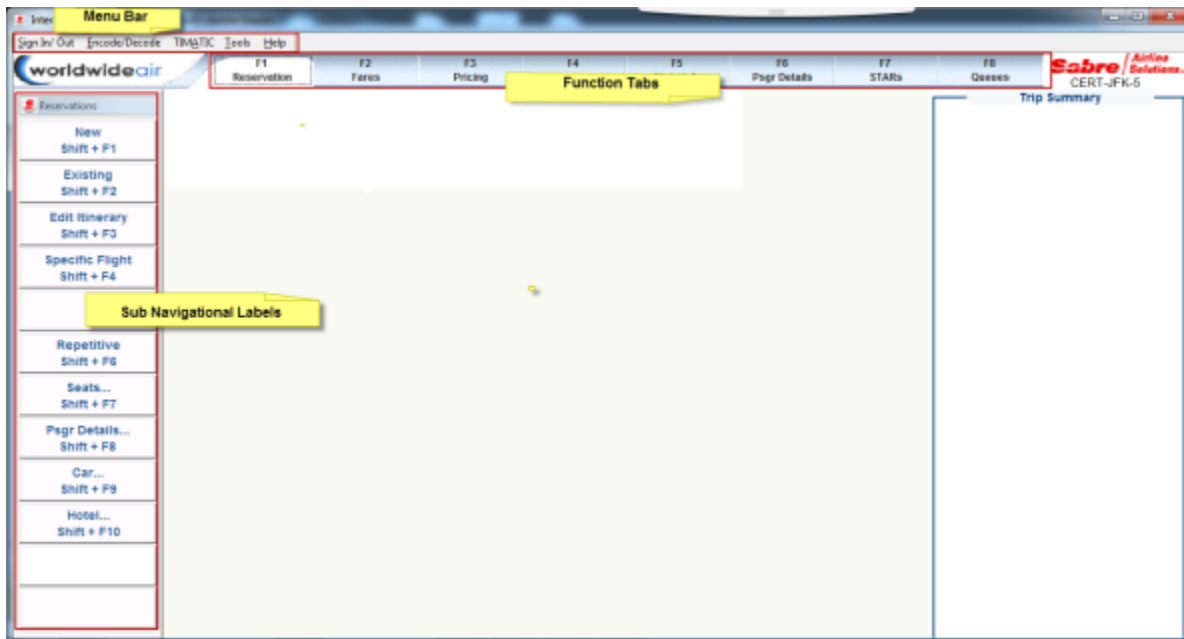 Inte
Menu Bar
Sign In/ Out Encode/Decode TIMATIC Tools Help
worldwideair
F1 F2 F3 F4 F5 F6 F7 F8
Reservation Fares Pricing Psgr Details STARs Queues
Function Tabs
Sabre Airline Solutions
CERT-JFK-5
Reservations
Trip Summary
New
Shift + F1
Existing
Shift + F2
Edit Itinerary
Shift + F3
Specific Flight
Shift + F4
Sub Navigational Labels
Repetitive
Shift + F6
Seats...
Shift + F7
Psgr Details...
Shift + F8
Car...
Shift + F9
Hotel...
Shift + F10